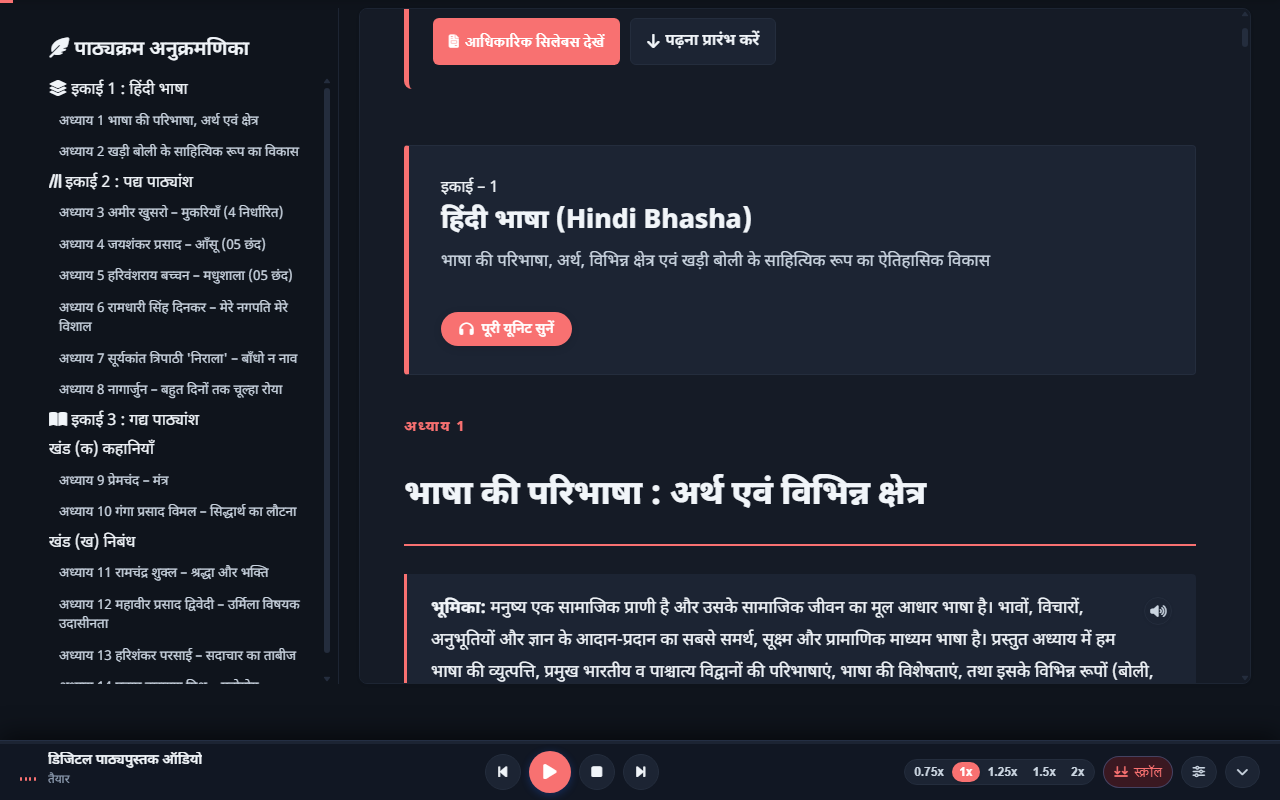 पाठ्यक्रम अनुक्रमणिका
इकाई 1 : हिंदी भाषा
अध्याय 1 भाषा की परिभाषा, अर्थ एवं क्षेत्र
अध्याय 2 खड़ी बोली के साहित्यिक रूप का विकास
इकाई 2 : पद्य पाठ्यांश
अध्याय 3 अमीर खुसरो – मुकरियाँ (4 निर्धारित)
अध्याय 4 जयशंकर प्रसाद – आँसू (05 छंद)
अध्याय 5 हरिवंशराय बच्चन – मधुशाला (05 छंद)
अध्याय 6 रामधारी सिंह दिनकर – मेरे नगपति मेरे
विशाल
अध्याय 7 सूर्यकांत त्रिपाठी 'निराला' – बाँधो न नाव
अध्याय 8 नागार्जुन – बहुत दिनों तक चूल्हा रोया
इकाई 3 : गद्य पाठ्यांश
खंड (क) कहानियाँ
अध्याय 9 प्रेमचंद – मंत्र
अध्याय 10 गंगा प्रसाद विमल – सिद्धार्थ का लौटना
खंड (ख) निबंध
अध्याय 11 रामचंद्र शुक्ल – श्रद्धा और भक्ति
अध्याय 12 महावीर प्रसाद द्विवेदी – उर्मिला विषयक
उदासीनता
अध्याय 13 हरिशंकर परसाई – सदाचार का ताबीज
आधिकारिक सिलेबस देखें
पढ़ना प्रारंभ करें
इकाई – 1
हिंदी भाषा (Hindi Bhasha)
भाषा की परिभाषा, अर्थ, विभिन्न क्षेत्र एवं खड़ी बोली के साहित्यिक रूप का ऐतिहासिक विकास
पूरी यूनिट सुनें
अध्याय 1
भाषा की परिभाषा : अर्थ एवं विभिन्न क्षेत्र
भूमिका: मनुष्य एक सामाजिक प्राणी है और उसके सामाजिक जीवन का मूल आधार भाषा है। भावों, विचारों,
अनुभूतियों और ज्ञान के आदान-प्रदान का सबसे समर्थ, सूक्ष्म और प्रामाणिक माध्यम भाषा है। प्रस्तुत अध्याय में हम
भाषा की व्युत्पत्ति, प्रमुख भारतीय व पाश्चात्य विद्वानों की परिभाषाएं, भाषा की विशेषताएं, तथा इसके विभिन्न रूपों (बोली,
डिजिटल पाठ्यपुस्तक ऑडियो
तैयार
0.75x 1x 1.25x 1.5x 2x
स्क्रॉल